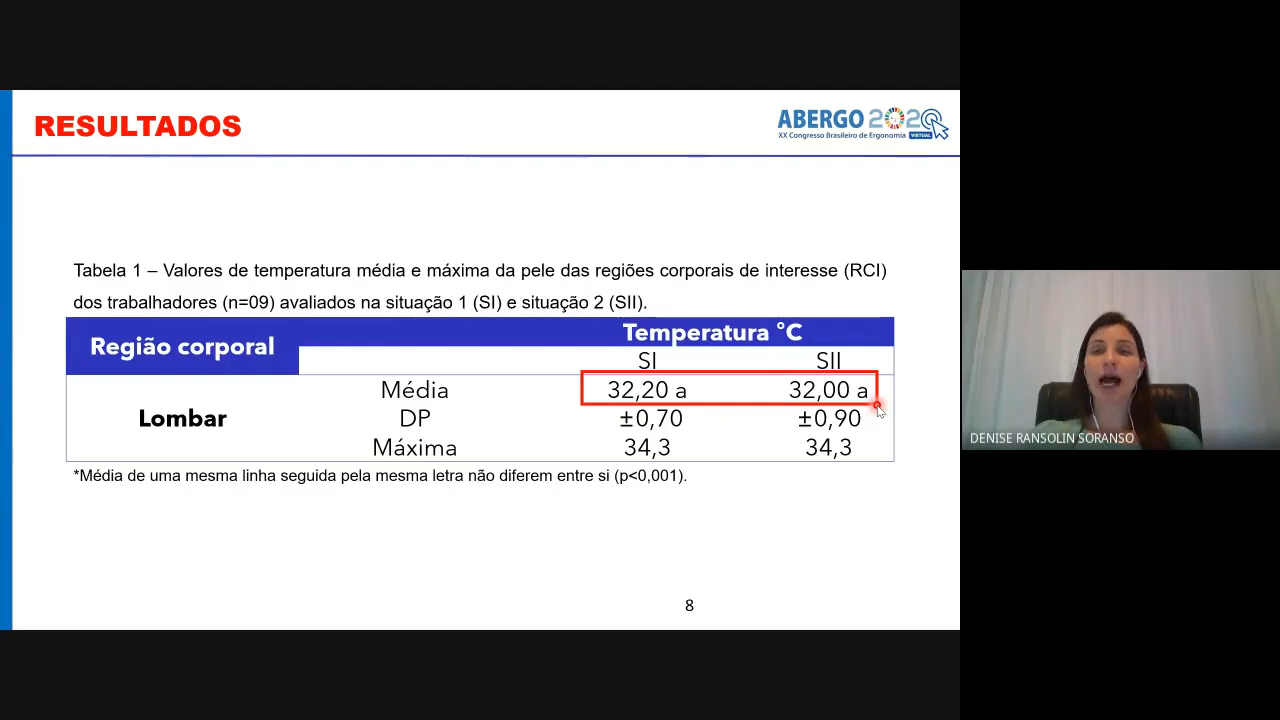 RESULTADOS
ABERGO 2020
XX Congresso Brasileiro de Ergonomia VIRTUAL
Tabela 1 – Valores de temperatura média e máxima da pele das regiões corporais de interesse (RCI)
dos trabalhadores (n=09) avaliados na situação 1 (SI) e situação 2 (SII).
Região corporal Temperatura °C
SI SII
Média 32,20 a 32,00 a
Lombar DP ±0,70 ±0,90
Máxima 34,3 34,3
*Média de uma mesma linha seguida pela mesma letra não diferem entre si (p<0,001).
8
DENISE RANSOLIN SORANSO